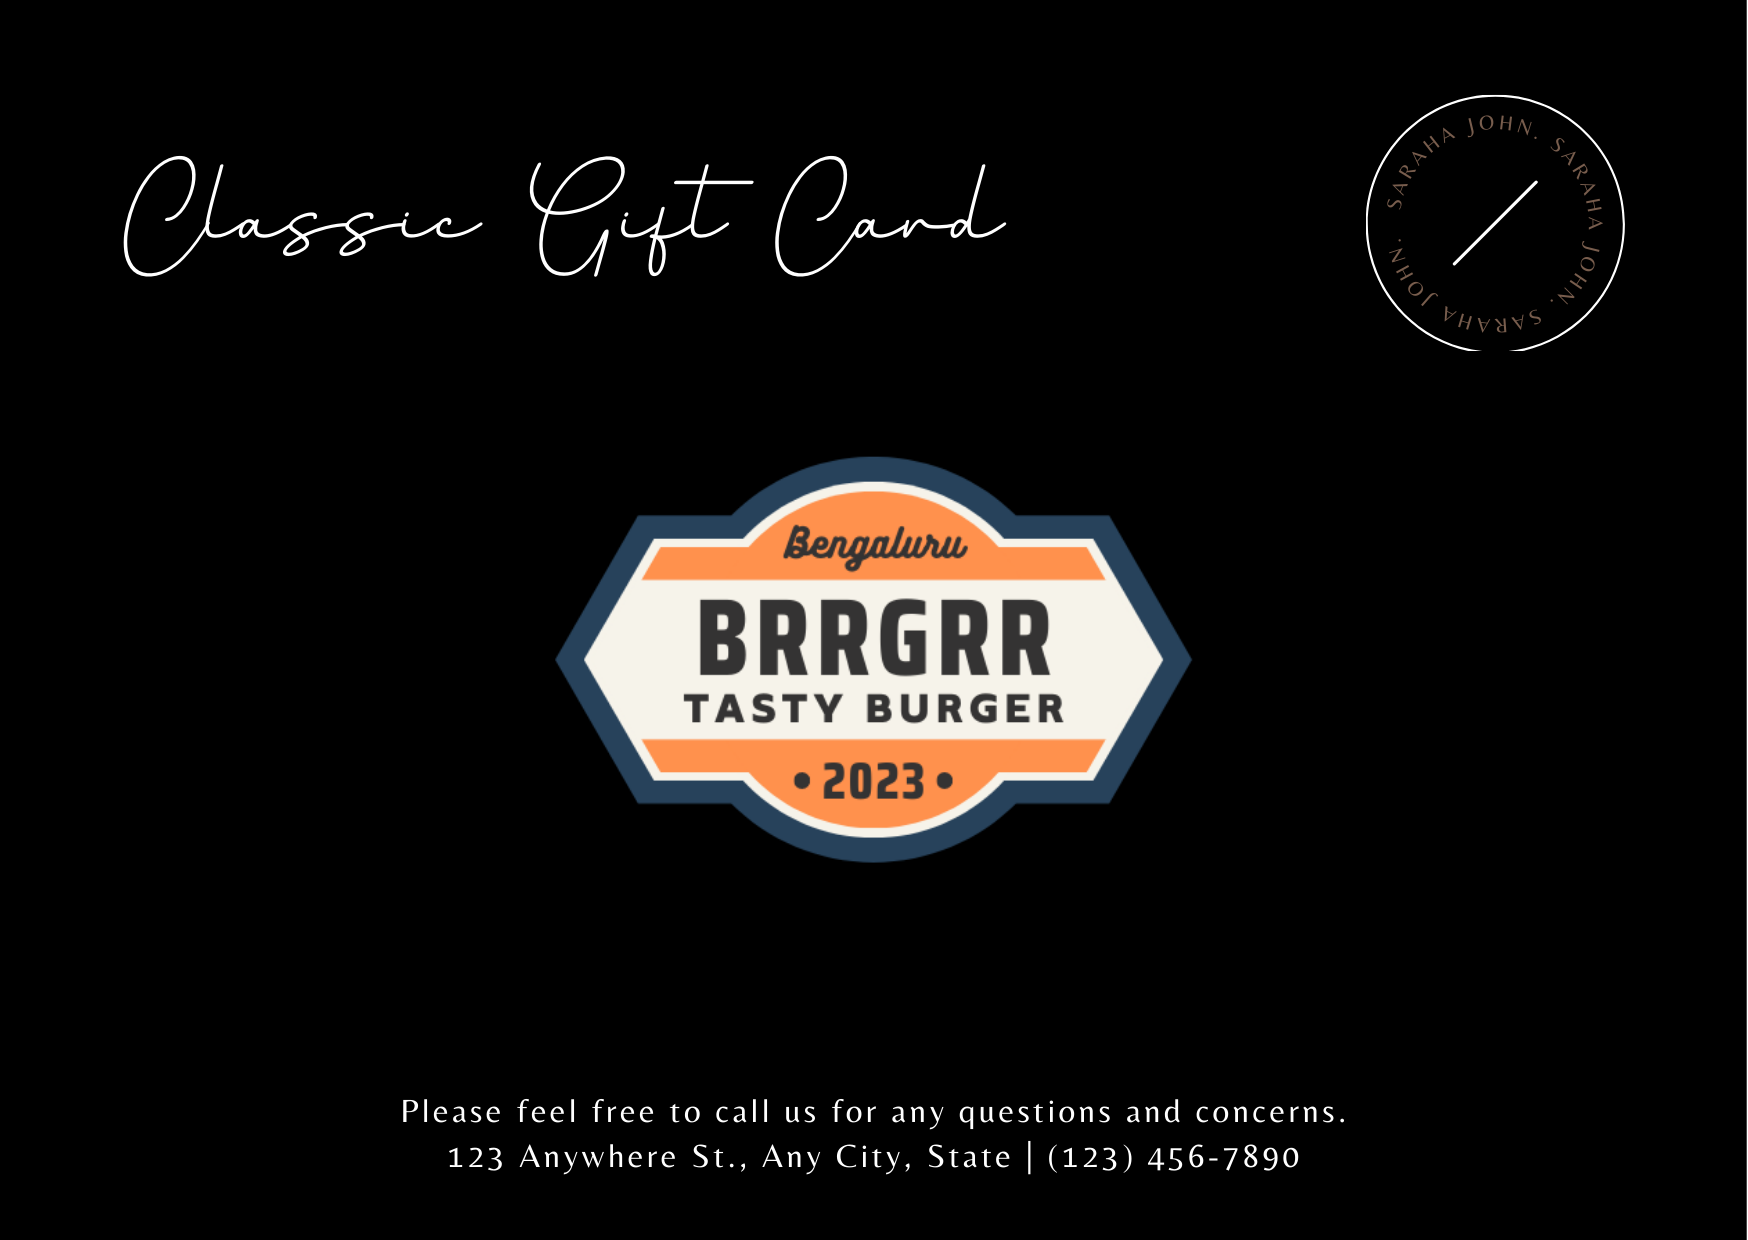 Classic Gift Card
SARAHA JOHN. SARAHA JOHN. SARAHA JOHN.
Bengaluru
BRRGRR
TASTY BURGER
• 2023 •
Please feel free to call us for any questions and concerns.
123 Anywhere St., Any City, State | (123) 456-7890